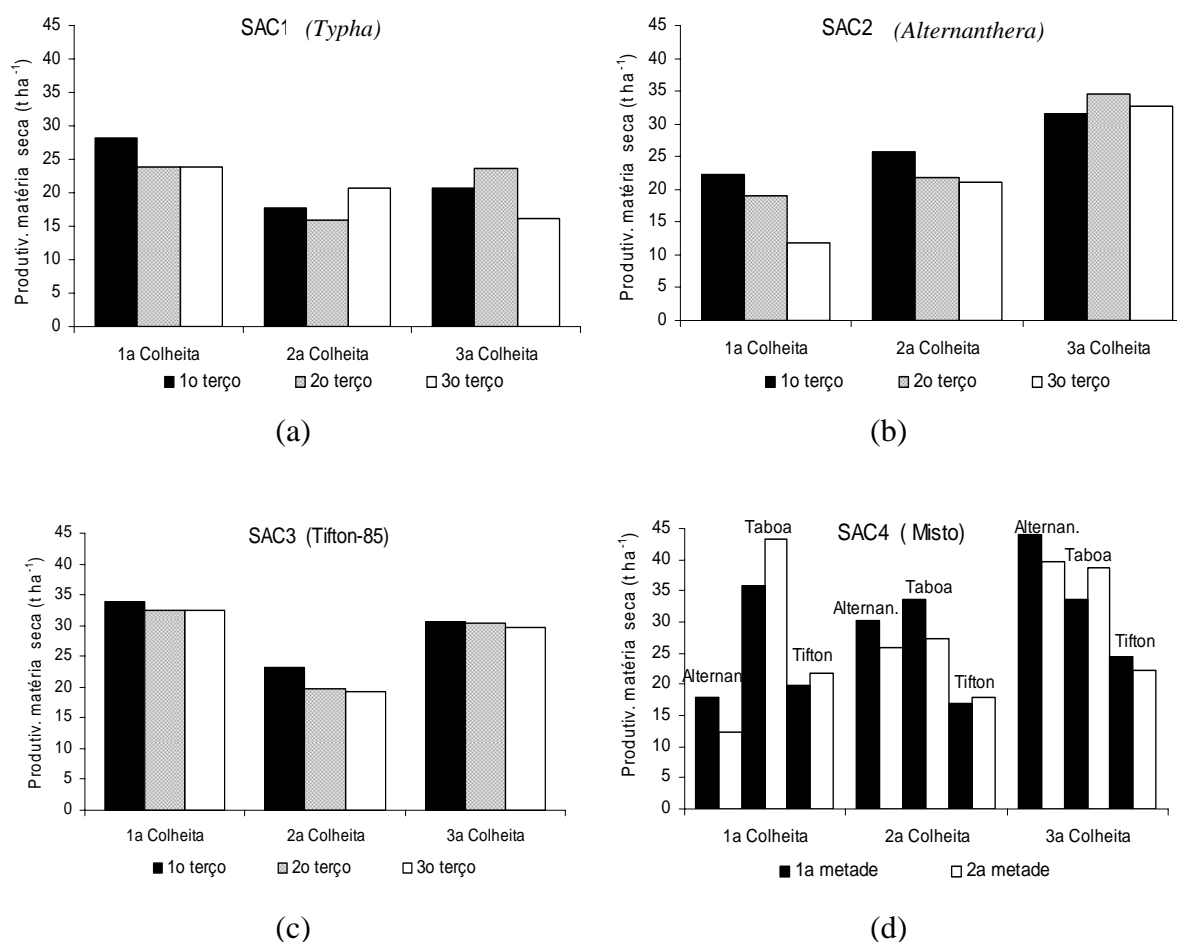 SAC1 (Typha)
Produtiv. matéria seca (t ha-1)
45
40
35
30
25
20
15
10
5
0
1a Colheita 2a Colheita 3a Colheita
1o terço 2o terço 3o terço
(a)
SAC2 (Alternanthera)
Produtiv. matéria seca (t ha-1)
45
40
35
30
25
20
15
10
5
0
1a Colheita 2a Colheita 3a Colheita
1o terço 2o terço 3o terço
(b)
SAC3 (Tifton-85)
Produtiv. matéria seca (t ha-1)
45
40
35
30
25
20
15
10
5
0
1a Colheita 2a Colheita 3a Colheita
1o terço 2o terço 3o terço
(c)
SAC4 ( Misto)
Produtiv. matéria seca (t ha-1)
45
40
35
30
25
20
15
10
5
0
Alternan. Taboa Tifton
Alternan. Taboa Tifton
Alternan. Taboa Tifton
1a Colheita 2a Colheita 3a Colheita
1a metade 2a metade
(d)